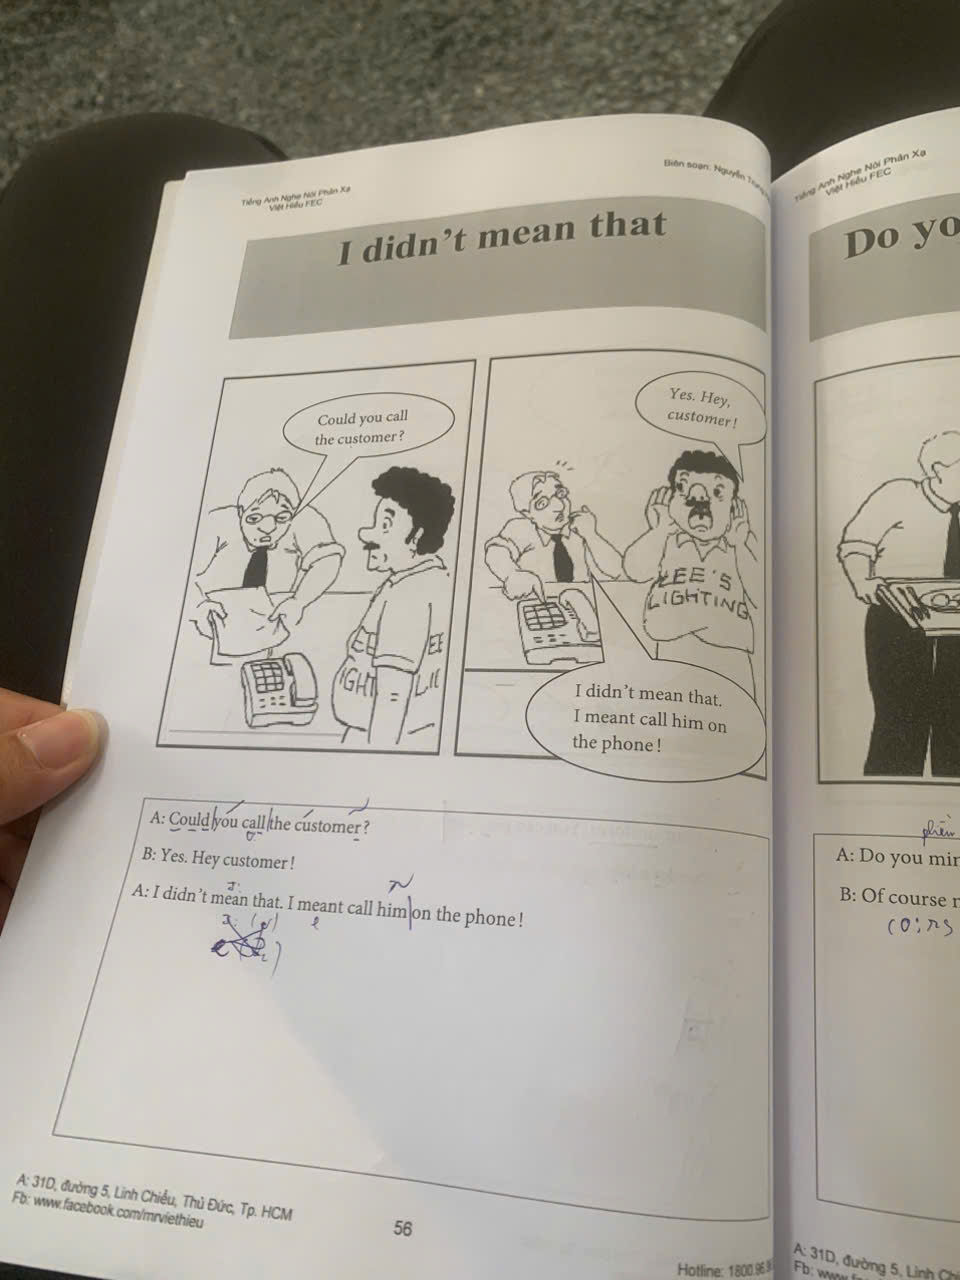 Tiếng Anh Nghe Nói Phản Xạ
Việt Hiếu FEC
Biên soạn: Nguyễn
I didn't mean that
Could you call
the customer?
Yes. Hey,
customer!
LEE'S
LIGHTING
I didn't mean that.
I meant call him on
the phone!
A: Could you call the customer?
B: Yes. Hey customer!
A: I didn't mean that. I meant call him on the phone!
A: 31D, đường 5, Linh Chiểu, Thủ Đức, Tp. HCM
Fb: www.facebook.com/mrviethieu
56
Hotline: 1800.96.9
Tiếng Anh Nghe Nói Phản Xạ
Việt Hiếu FEC
Do yo
A: Do you min
B: Of course n
A: 31D, đường 5, Linh Chiểu
Fb: www.fa